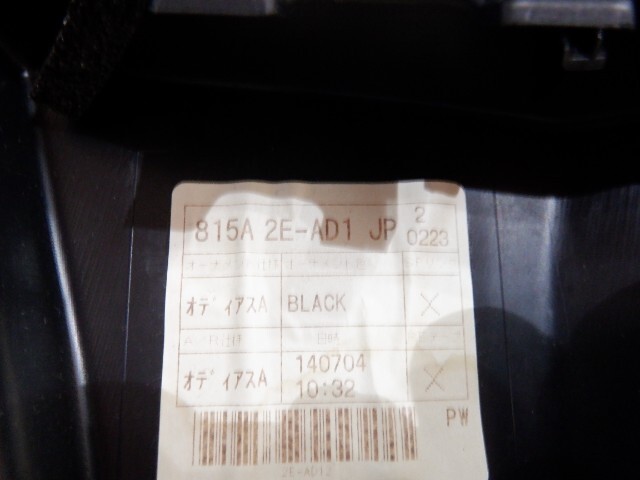 815A 2E-AD1 JP 2
0223
オディアスA BLACK X
オディアスA 140704 X
10:32
PW
2E-AD12